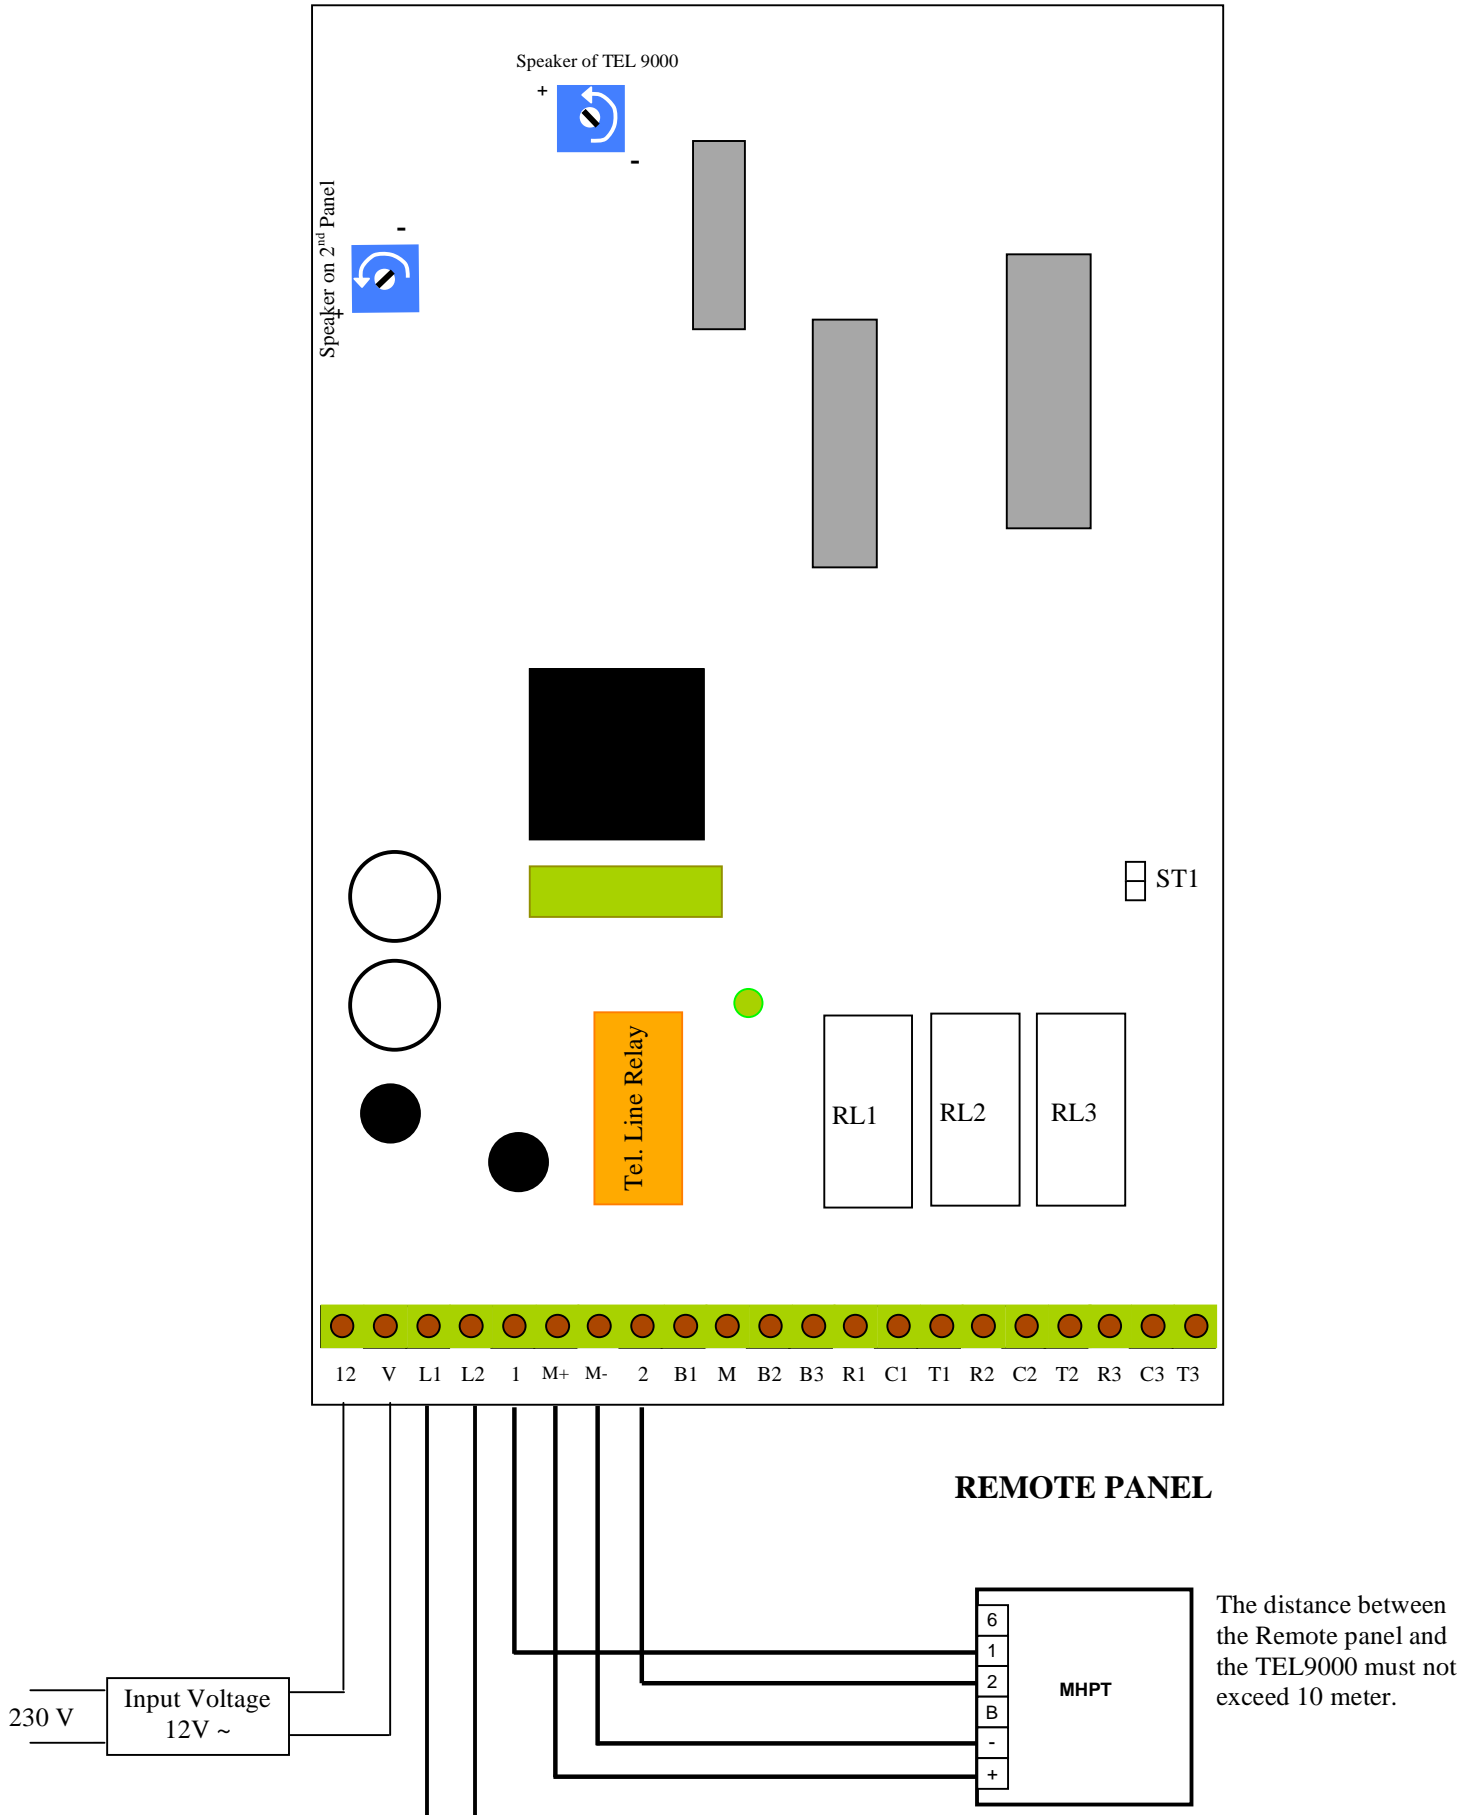 Speaker of TEL 9000
+
-
Speaker on 2nd Panel
-
+
ST1
Tel. Line Relay
RL1
RL2
RL3
12 V L1 L2 1 M+ M- 2 B1 M B2 B3 R1 C1 T1 R2 C2 T2 R3 C3 T3
REMOTE PANEL
230 V
Input Voltage
12V ~
6
1
2
B
-
+
MHPT
The distance between
the Remote panel and
the TEL9000 must not
exceed 10 meter.